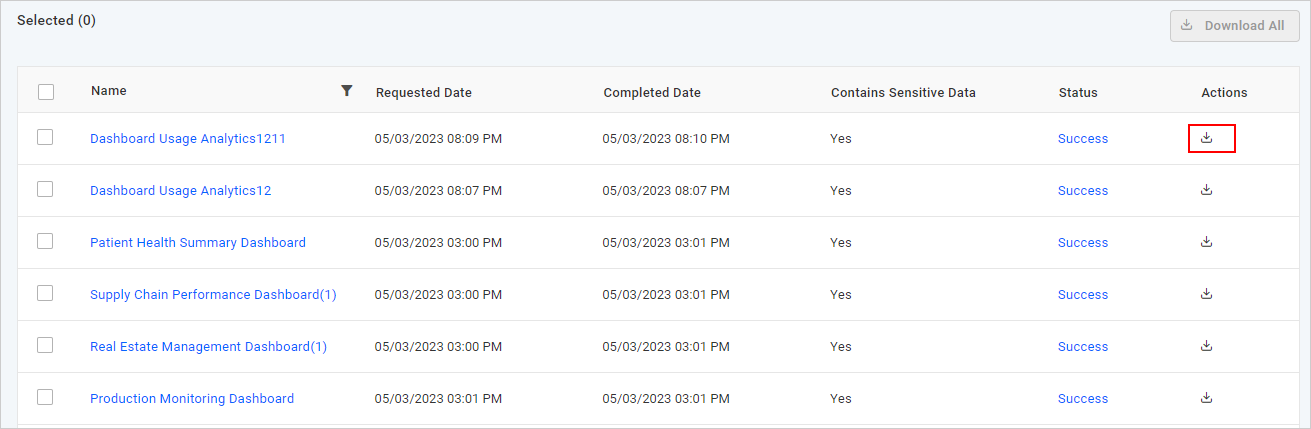 Selected (0)
Download All
Name Requested Date Completed Date Contains Sensitive Data Status Actions
Dashboard Usage Analytics1211 05/03/2023 08:09 PM 05/03/2023 08:10 PM Yes Success
Dashboard Usage Analytics12 05/03/2023 08:07 PM 05/03/2023 08:07 PM Yes Success
Patient Health Summary Dashboard 05/03/2023 03:00 PM 05/03/2023 03:01 PM Yes Success
Supply Chain Performance Dashboard(1) 05/03/2023 03:00 PM 05/03/2023 03:01 PM Yes Success
Real Estate Management Dashboard(1) 05/03/2023 03:00 PM 05/03/2023 03:01 PM Yes Success
Production Monitoring Dashboard 05/03/2023 03:01 PM 05/03/2023 03:01 PM Yes Success